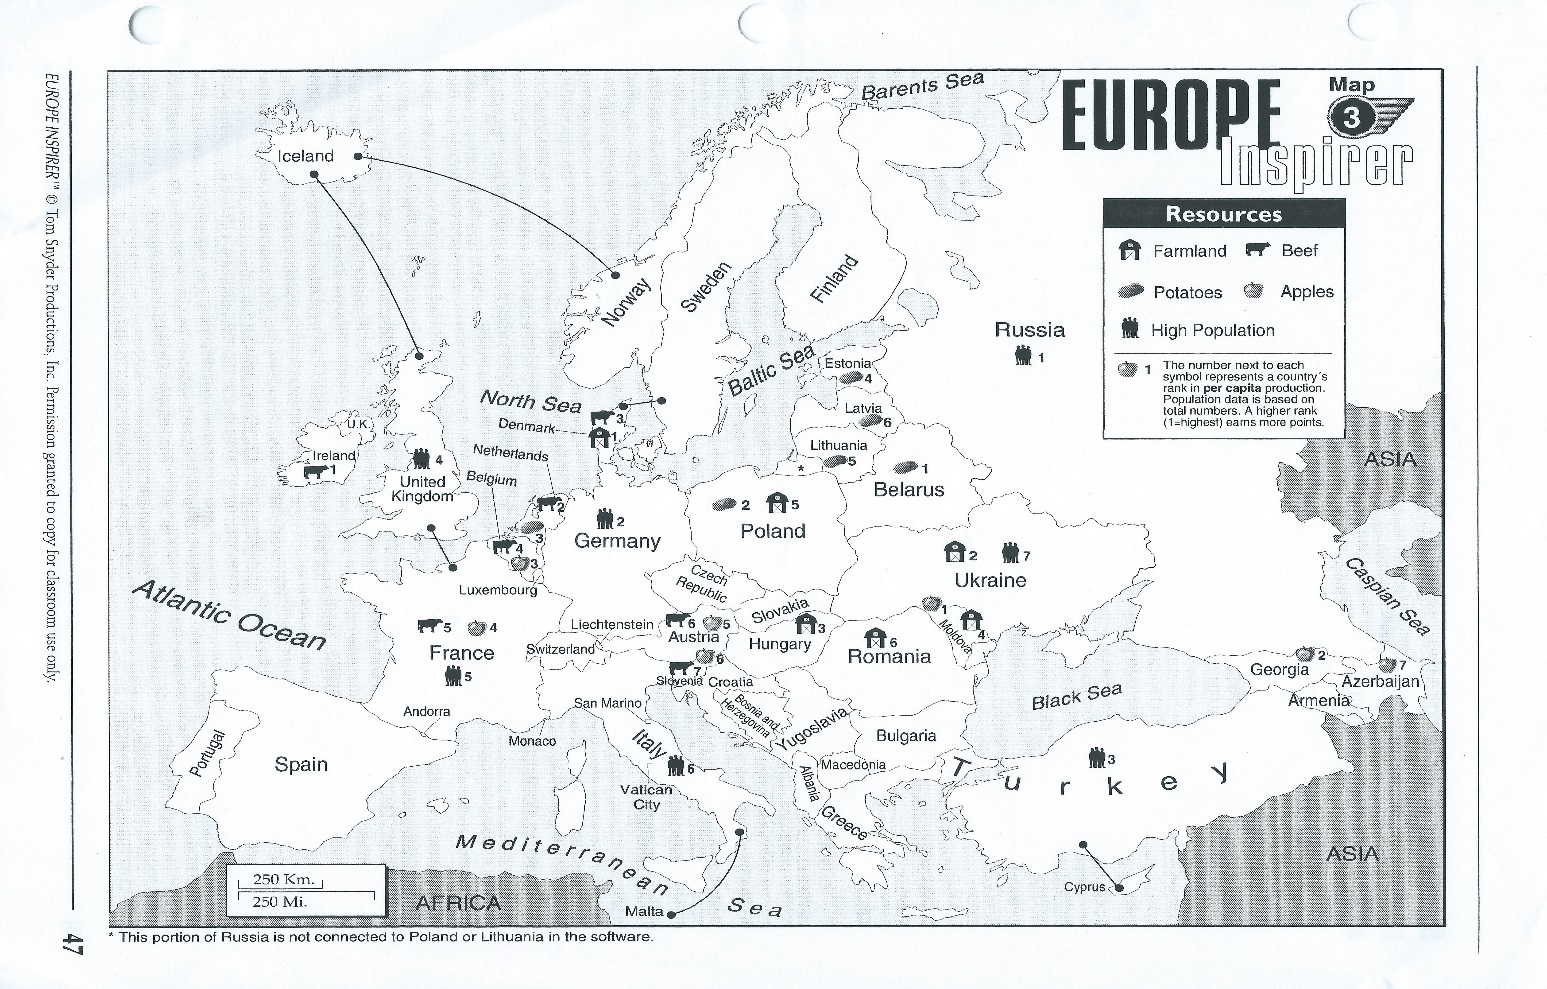 EUROPE INSPIRER™ © Tom Snyder Productions, Inc. Permission granted to copy for classroom use only.
47
EUROPE
Inspirer
Map
3
Resources
Farmland
Beef
Potatoes
Apples
High Population
1
The number next to each
symbol represents a country's
rank in per capita production.
Population data is based on
total numbers. A higher rank
(1=highest) earns more points.
Barents Sea
Iceland
Norway
Sweden
Finland
Russia
1
Baltic Sea
Estonia
4
Latvia
6
Lithuania
5
*
North Sea
3
Denmark
1
U.K.
Ireland
1
4
United
Kingdom
Netherlands
2
3
Belgium
4
3
Luxembourg
2
Germany
2
5
Poland
1
Belarus
2
7
Ukraine
ASIA
Caspian Sea
Atlantic Ocean
5
4
France
5
Czech
Republic
Slovakia
Liechtenstein
6
5
Austria
Switzerland
3
Hungary
6
Romania
1
Moldova
4
6
7
Slovenia
Croatia
Bosnia and
Herzegovina
Yugoslavia
Bulgaria
Black Sea
Georgia
2
7
Azerbaijan
Armenia
Andorra
Monaco
San Marino
Italy
6
Vatican
City
Portugal
Spain
Macedonia
Albania
Greece
Turkey
3
Mediterranean
Sea
Malta
Cyprus
ASIA
AFRICA
250 Km.
250 Mi.
* This portion of Russia is not connected to Poland or Lithuania in the software.